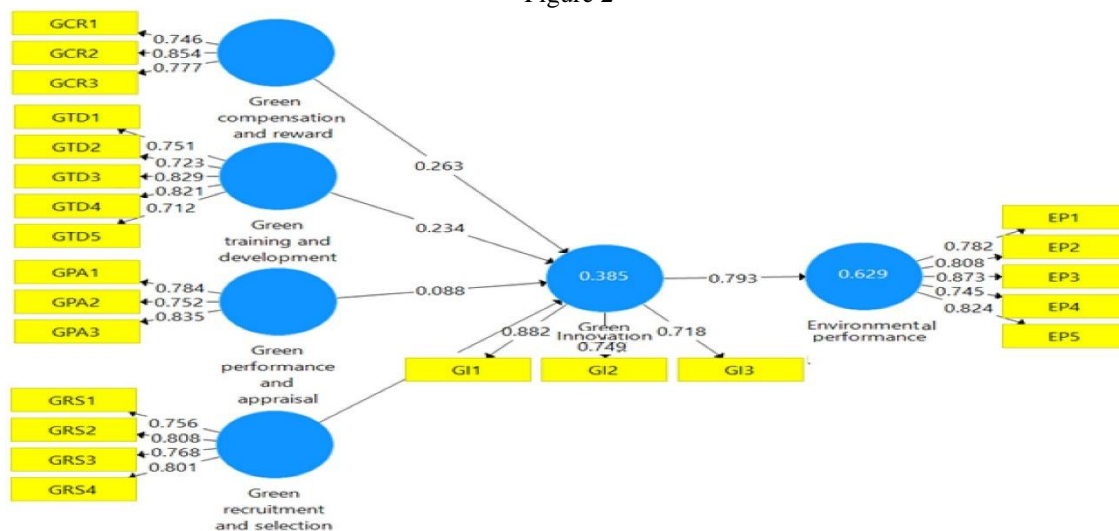 Figure 2
GCR1
GCR2
GCR3
0.746
0.854
0.777
Green
compensation
and reward
GTD1
GTD2
GTD3
GTD4
GTD5
0.751
0.723
0.829
0.821
0.712
Green
training and
development
GPA1
GPA2
GPA3
0.784
0.752
0.835
Green
performance
and
appraisal
GRS1
GRS2
GRS3
GRS4
0.756
0.808
0.768
0.801
Green
recruitment
and selection
0.263
0.234
0.088
0.385
Green
Innovation
0.882
0.749
0.718
GI1
GI2
GI3
0.793
0.629
Environmental
performance
0.782
0.808
0.873
0.745
0.824
EP1
EP2
EP3
EP4
EP5